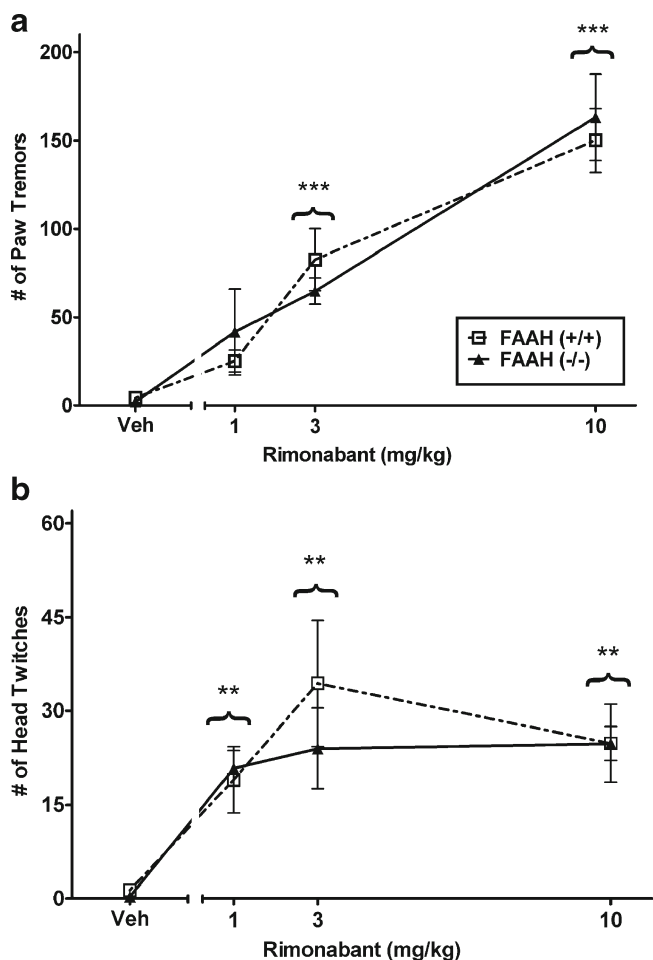 a
***
200
150
***
100
50
0
# of Paw Tremors
FAAH (+/+)
FAAH (-/-)
Veh 1 3 10
Rimonabant (mg/kg)
b
60
**
45
**
**
30
15
0
# of Head Twitches
Veh 1 3 10
Rimonabant (mg/kg)